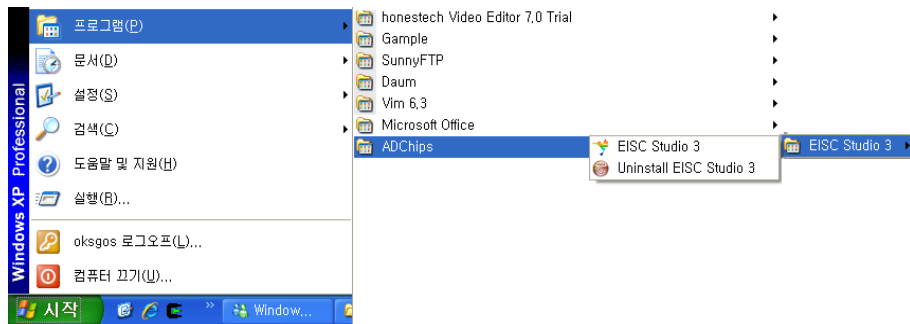 Windows XP Professional
프로그램(P)
문서(D)
설정(S)
검색(C)
도움말 및 지원(H)
실행(R)...
oksgos 로그오프(L)...
컴퓨터 끄기(U)...
시작
Window...
honestech Video Editor 7,0 Trial
Gample
SunnyFTP
Daum
Vim 6,3
Microsoft Office
ADChips
EISC Studio 3
Uninstall EISC Studio 3
EISC Studio 3